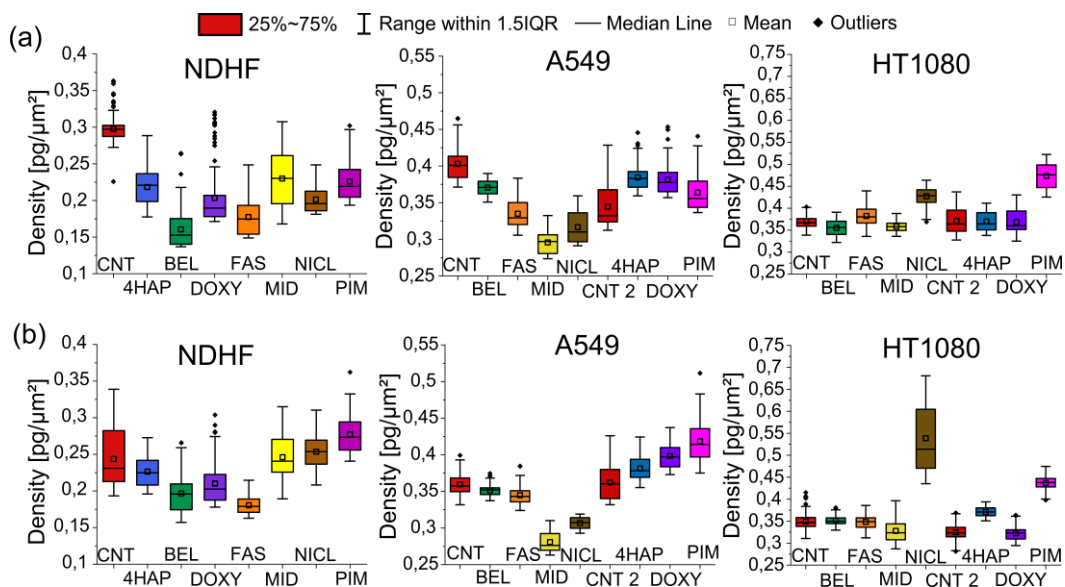 25%~75% Range within 1.5IQR Median Line Mean Outliers
(a)
NDHF
Density [pg/µm²]
0,4
0,35
0,3
0,25
0,2
0,15
0,1
CNT BEL FAS NICL
4HAP DOXY MID PIM
A549
Density [pg/µm²]
0,5
0,45
0,4
0,35
0,3
0,25
CNT FAS NICL 4HAP PIM
BEL MID CNT 2 DOXY
HT1080
Density [pg/µm²]
0,75
0,65
0,6
0,55
0,5
0,45
0,4
0,35
0,3
0,25
CNT FAS NICL 4HAP PIM
BEL MID CNT 2 DOXY
(b)
NDHF
Density [pg/µm²]
0,4
0,35
0,3
0,25
0,2
0,15
0,1
CNT BEL FAS NICL
4HAP DOXY MID PIM
A549
Density [pg/µm²]
0,55
0,5
0,45
0,4
0,35
0,3
0,25
CNT FAS NICL 4HAP PIM
BEL MID CNT 2 DOXY
HT1080
Density [pg/µm²]
0,75
0,65
0,6
0,55
0,5
0,45
0,4
0,35
0,3
0,25
CNT FAS NICL 4HAP PIM
BEL MID CNT 2 DOXY